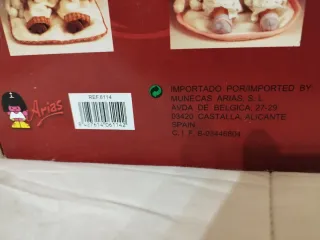 Arias
REF.6114
IMPORTADO POR/IMPORTED BY
MUÑECAS ARIAS, S.L.
AVDA DE BELGICA 27-29
03420 CASTALLA, ALICANTE
SPAIN